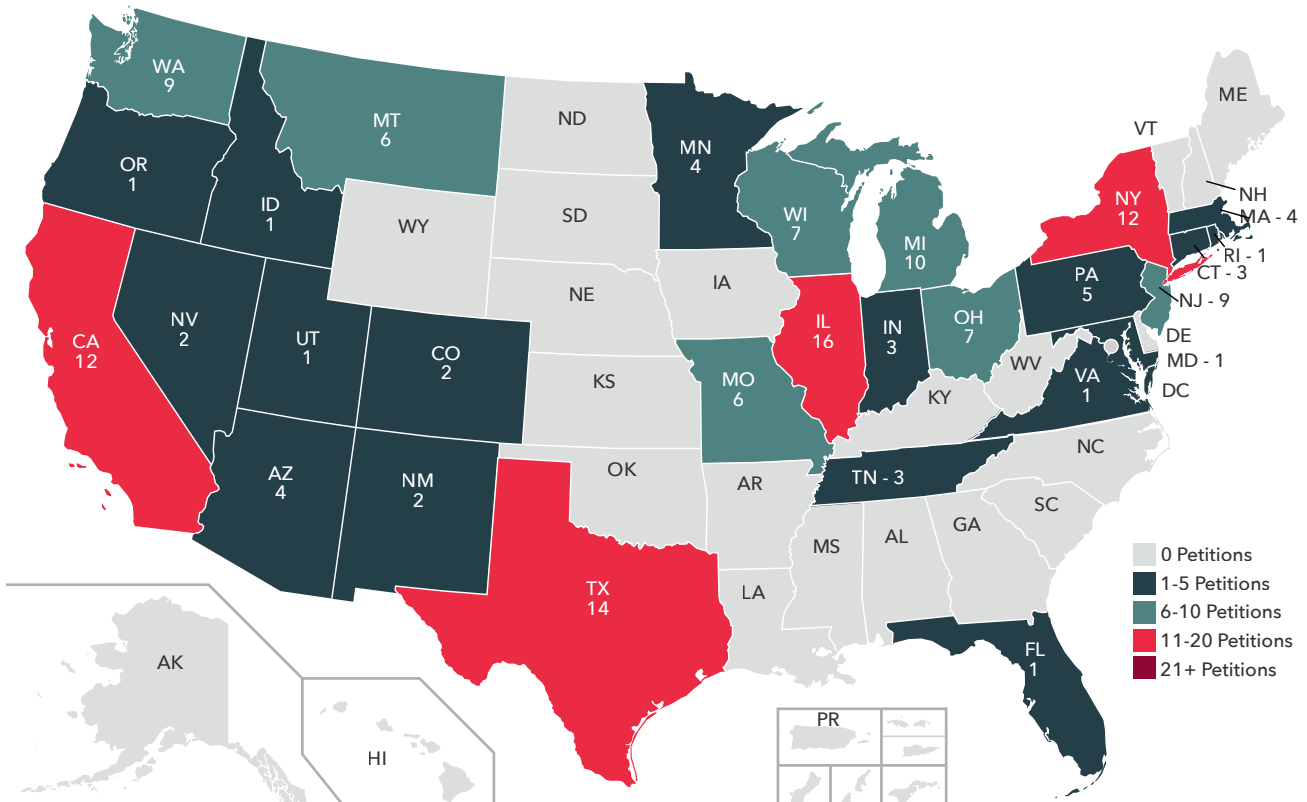 WA
9
MT
6
ND
MN
4
ME
VT
OR
1
ID
1
WY
SD
WI
7
MI
10
NY
12
NH
MA - 4
RI - 1
CT - 3
NJ - 9
CA
12
NV
2
UT
1
CO
2
NE
IA
IL
16
IN
3
OH
7
PA
5
DE
MD - 1
DC
WV
VA
1
KS
MO
6
KY
AZ
4
NM
2
OK
AR
TN - 3
NC
SC
TX
14
LA
MS
AL
GA
FL
1
AK
HI
PR
0 Petitions
1-5 Petitions
6-10 Petitions
11-20 Petitions
21+ Petitions